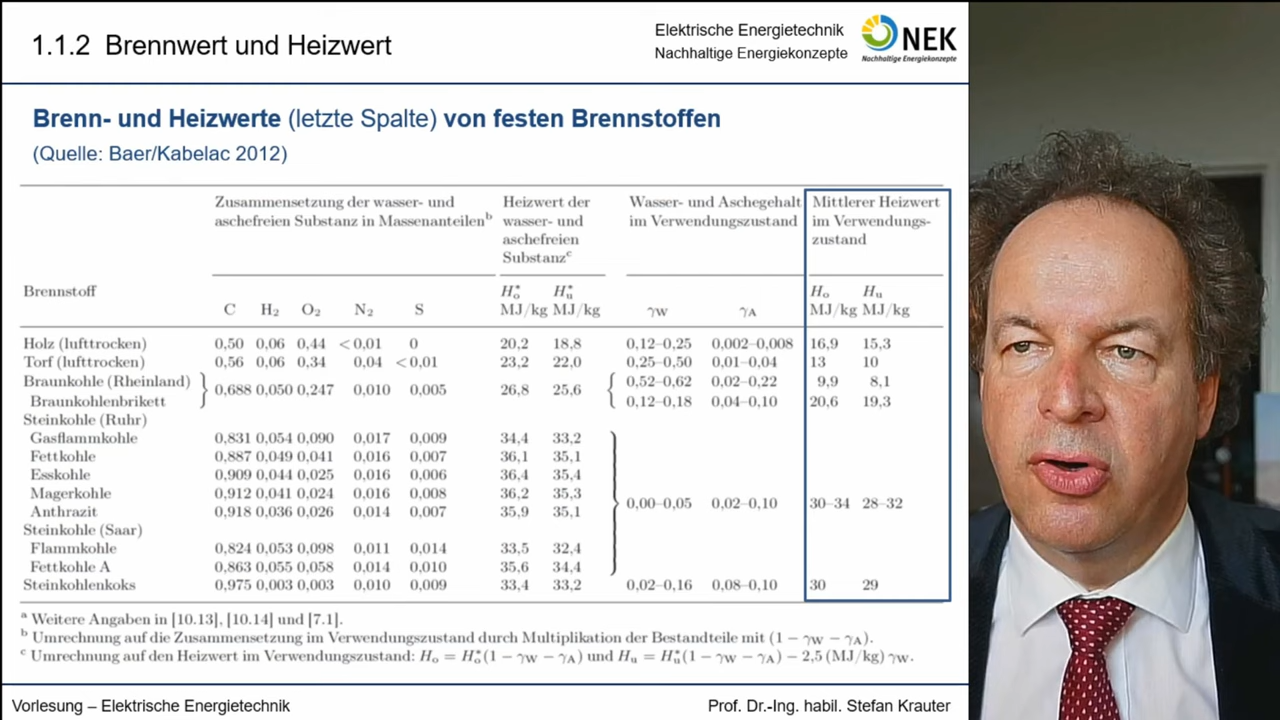 1.1.2 Brennwert und Heizwert
Elektrische Energietechnik
Nachhaltige Energiekonzepte
NEK
Nachhaltige Energiekonzepte
Brenn- und Heizwerte (letzte Spalte) von festen Brennstoffen
(Quelle: Baer/Kabelac 2012)
Zusammensetzung der wasser- und aschefreien Substanz in Massenanteilen^b
Heizwert der wasser- und aschefreien Substanz^c
Wasser- und Aschegehalt im Verwendungszustand
Mittlerer Heizwert im Verwendungs-zustand
Brennstoff C H₂ O₂ N₂ S H*ₒ MJ/kg H*ᵤ MJ/kg γ_W γ_A Hₒ MJ/kg Hᵤ MJ/kg
Holz (lufttrocken) 0,50 0,06 0,44 <0,01 0 20,2 18,8 0,12–0,25 0,002–0,008 16,9 15,3
Torf (lufttrocken) 0,56 0,06 0,34 0,04 <0,01 23,2 22,0 0,25–0,50 0,01–0,04 13 10
Braunkohle (Rheinland) 0,52–0,62 0,02–0,22 9,9 8,1
0,688 0,050 0,247 0,010 0,005 26,8 25,6
Braunkohlenbrikett 0,12–0,18 0,04–0,10 20,6 19,3
Steinkohle (Ruhr)
Gasflammkohle 0,831 0,054 0,090 0,017 0,009 34,4 33,2
Fettkohle 0,887 0,049 0,041 0,016 0,007 36,1 35,1
Esskohle 0,909 0,044 0,025 0,016 0,006 36,4 35,4
Magerkohle 0,912 0,041 0,024 0,016 0,008 36,2 35,3
0,00–0,05 0,02–0,10 30–34 28–32
Anthrazit 0,918 0,036 0,026 0,014 0,007 35,9 35,1
Steinkohle (Saar)
Flammkohle 0,824 0,053 0,098 0,011 0,014 33,5 32,4
Fettkohle A 0,863 0,055 0,058 0,014 0,010 35,6 34,4
Steinkohlenkoks 0,975 0,003 0,003 0,010 0,009 33,4 33,2 0,02–0,16 0,08–0,10 30 29
^a Weitere Angaben in [10.13], [10.14] und [7.1].
^b Umrechnung auf die Zusammensetzung im Verwendungszustand durch Multiplikation der Bestandteile mit (1 − γ_W − γ_A).
^c Umrechnung auf den Heizwert im Verwendungszustand: Hₒ = H*ₒ(1 − γ_W − γ_A) und Hᵤ = H*ᵤ(1 − γ_W − γ_A) − 2,5 (MJ/kg) γ_W.
Vorlesung – Elektrische Energietechnik
Prof. Dr.-Ing. habil. Stefan Krauter